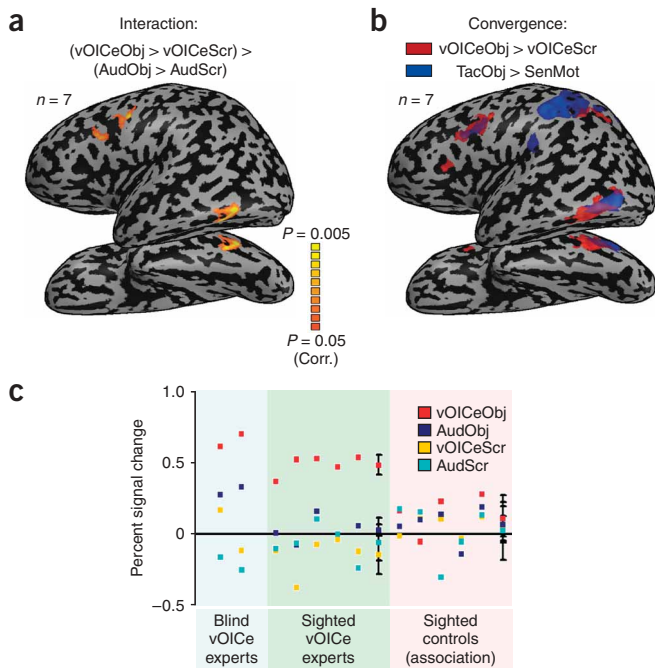 a
Interaction:
(vOICeObj > vOICeScr) >
(AudObj > AudScr)
n = 7
P = 0.005
P = 0.05
(Corr.)
b
Convergence:
vOICeObj > vOICeScr
TacObj > SenMot
n = 7
c
Percent signal change
1.0
0.5
0
–0.5
vOICeObj
AudObj
vOICeScr
AudScr
Blind
vOICe
experts
Sighted
vOICe
experts
Sighted
controls
(association)